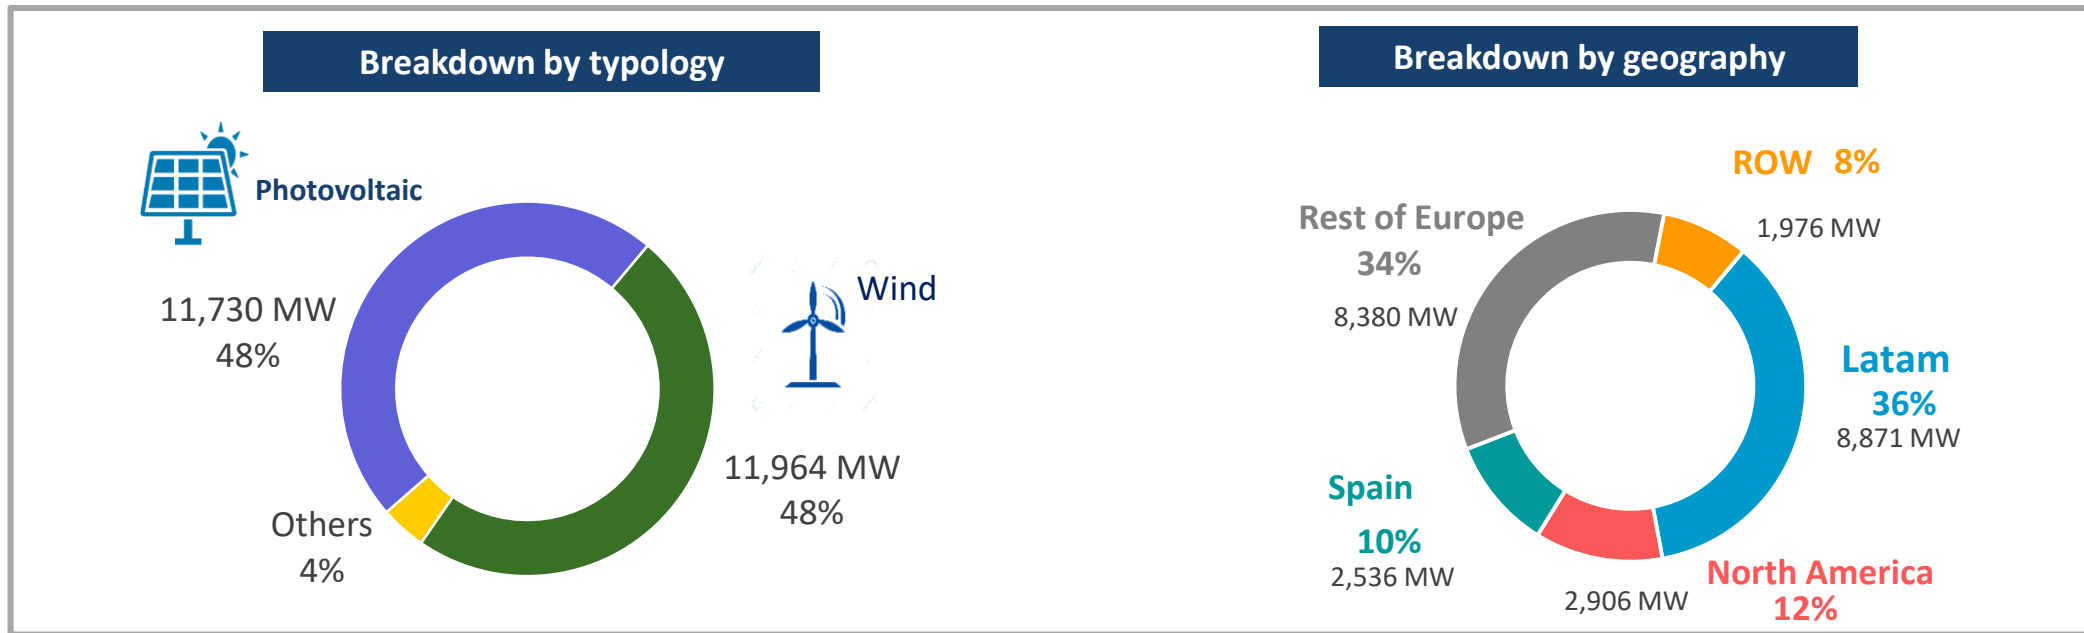 Breakdown by typology
Photovoltaic
11,730 MW
48%
Wind
11,964 MW
48%
Others
4%
Breakdown by geography
ROW 8%
1,976 MW
Rest of Europe
34%
8,380 MW
Latam
36%
8,871 MW
Spain
10%
2,536 MW
North America
12%
2,906 MW